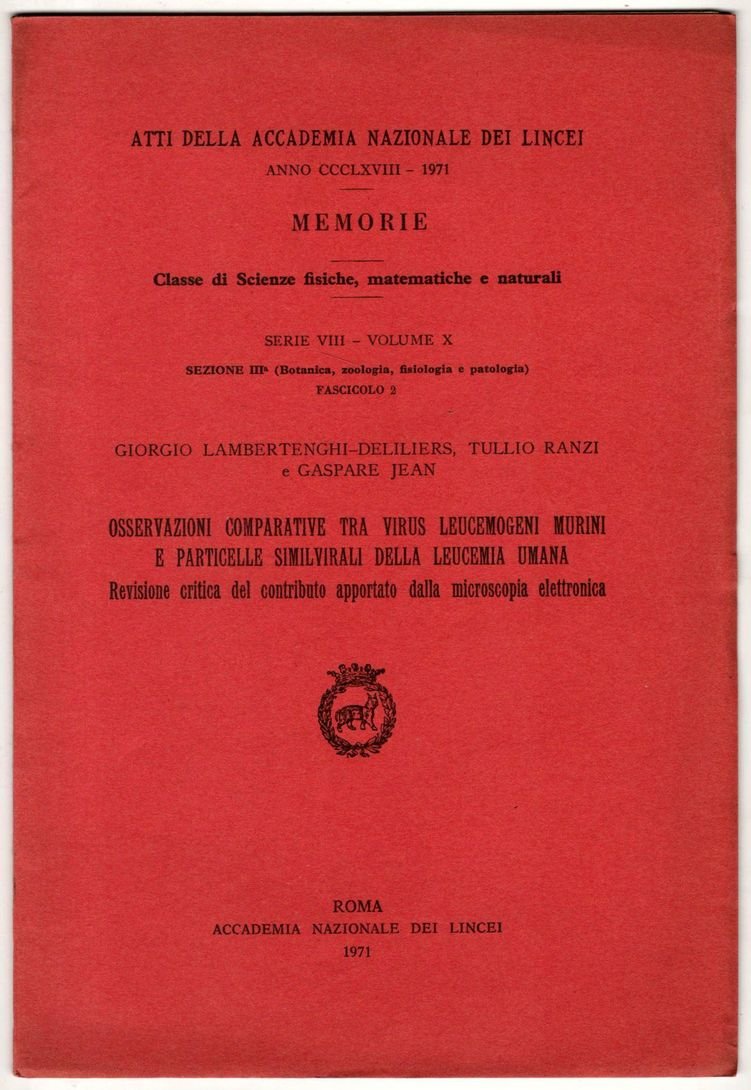 ATTI DELLA ACCADEMIA NAZIONALE DEI LINCEI
ANNO CCCLXVIII – 1971
MEMORIE
Classe di Scienze fisiche, matematiche e naturali
SERIE VIII – VOLUME X
SEZIONE IIIª (Botanica, zoologia, fisiologia e patologia)
FASCICOLO 2
GIORGIO LAMBERTENGHI–DELILIERS, TULLIO RANZI
e GASPARE JEAN
OSSERVAZIONI COMPARATIVE TRA VIRUS LEUCEMOGENI MURINI
E PARTICELLE SIMILVIRALI DELLA LEUCEMIA UMANA
Revisione critica del contributo apportato dalla microscopia elettronica
ROMA
ACCADEMIA NAZIONALE DEI LINCEI
1971